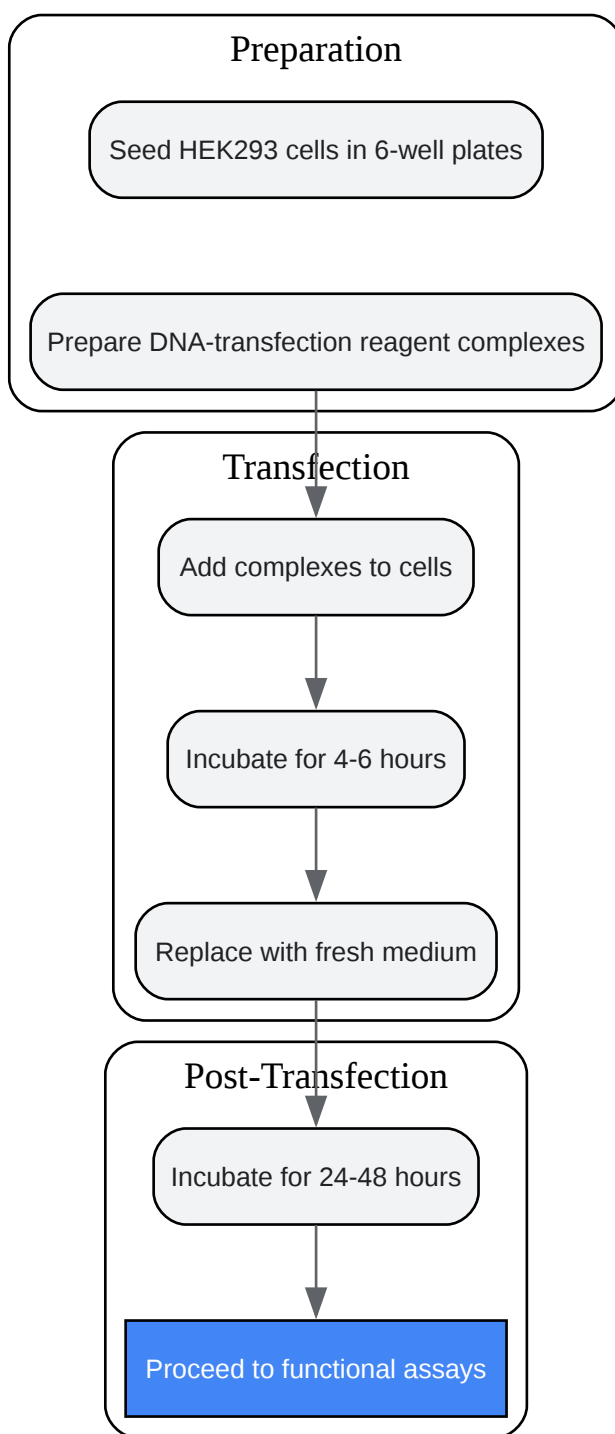 Preparation
Seed HEK293 cells in 6-well plates
Prepare DNA-transfection reagent complexes
Transfection
Add complexes to cells
Incubate for 4-6 hours
Replace with fresh medium
Post-Transfection
Incubate for 24-48 hours
Proceed to functional assays